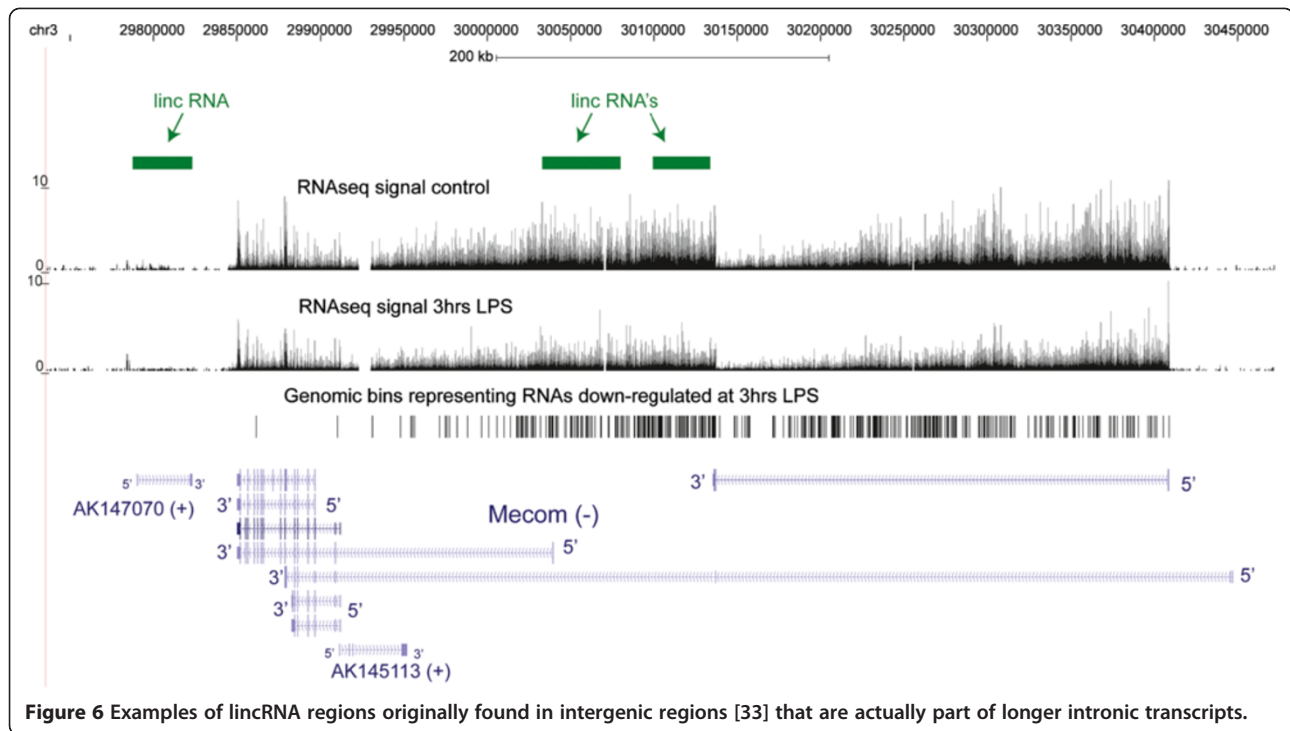 chr3 29800000 29850000 29900000 29950000 30000000 30050000 30100000 30150000 30200000 30250000 30300000 30350000 30400000 30450000
200 kb
linc RNA linc RNA's
10
RNAseq signal control
0
10
RNAseq signal 3hrs LPS
0
Genomic bins representing RNAs down-regulated at 3hrs LPS
5' 3' 3' 5'
AK147070 (+) 3' 5'
Mecom (-)
3' 5'
3' 5'
3' 5'
5' 3'
AK145113 (+)
Figure 6 Examples of lincRNA regions originally found in intergenic regions [33] that are actually part of longer intronic transcripts.